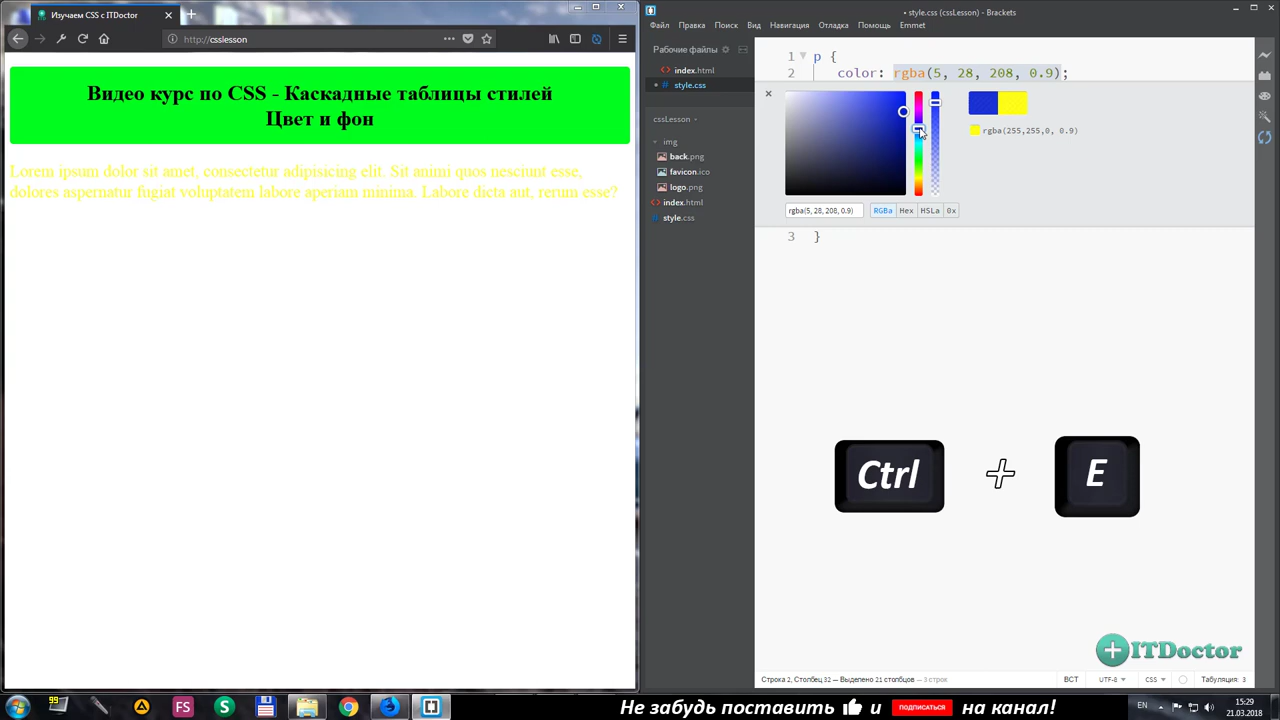 Изучаем CSS с ITDoctor
http://csslesson
Видео курс по CSS - Каскадные таблицы стилей
Цвет и фон
Lorem ipsum dolor sit amet, consectetur adipisicing elit. Sit animi quos nesciunt esse,
dolores aspernatur fugiat voluptatem labore aperiam minima. Labore dicta aut, rerum esse?
• style.css (cssLesson) - Brackets
Файл Правка Поиск Вид Навигация Отладка Помощь Emmet
Рабочие файлы
index.html
style.css
cssLesson
img
back.png
favicon.ico
logo.png
index.html
style.css
1 p {
2 color: rgba(5, 28, 208, 0.9);
rgba(255,255,0, 0.9)
rgba(5, 28, 208, 0.9) RGBa Hex HSLa 0x
3 }
Ctrl + E
ITDoctor
Строка 2, Столбец 32 — Выделено 21 столбцов — 3 строк ВСТ UTF-8 CSS Табуляция: 3
99 FS S
Не забудь поставить и ПОДПИСАТЬСЯ на канал!
EN 15:29
21.03.2018